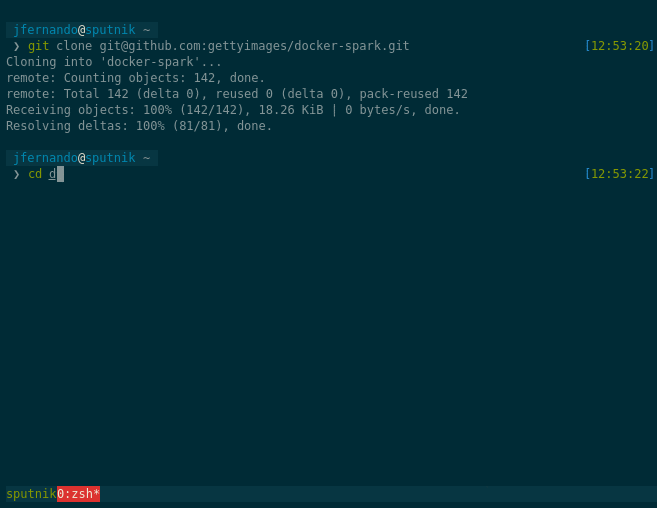 jfernando@sputnik ~
❯ git clone git@github.com:gettyimages/docker-spark.git [12:53:20]
Cloning into 'docker-spark'...
remote: Counting objects: 142, done.
remote: Total 142 (delta 0), reused 0 (delta 0), pack-reused 142
Receiving objects: 100% (142/142), 18.26 KiB | 0 bytes/s, done.
Resolving deltas: 100% (81/81), done.
jfernando@sputnik ~
❯ cd d [12:53:22]
sputnik0:zsh*